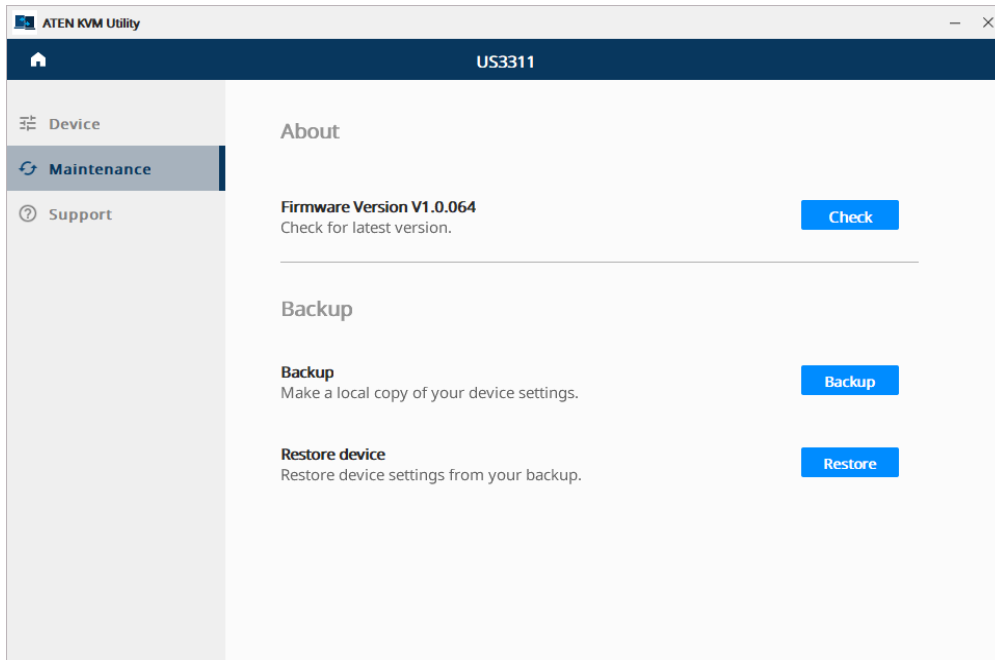 ATEN KVM Utility
US3311
Device
Maintenance
Support
About
Firmware Version V1.0.064
Check for latest version.
Check
Backup
Backup
Make a local copy of your device settings.
Backup
Restore device
Restore device settings from your backup.
Restore